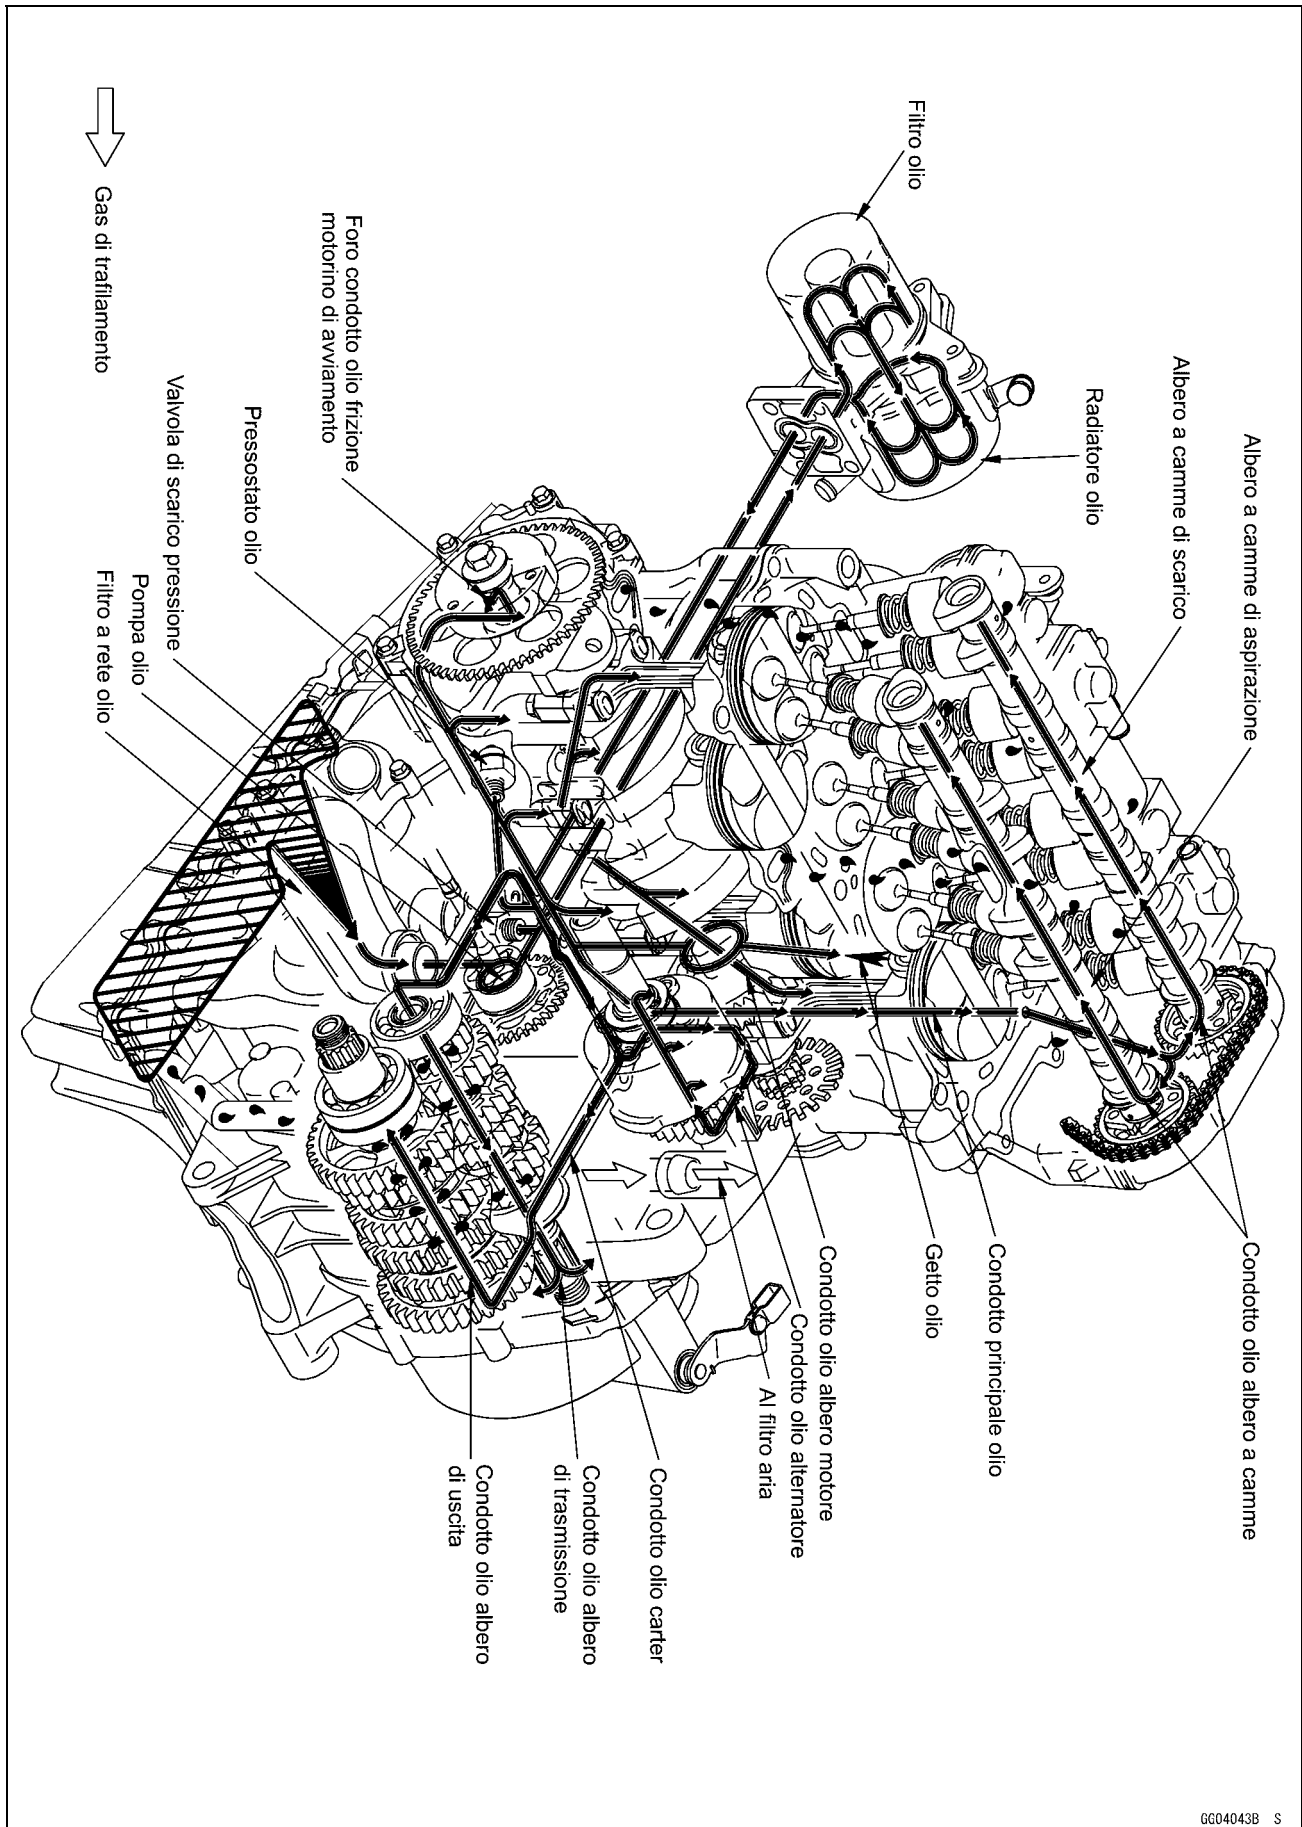 Filtro olio
Radiatore olio
Albero a camme di scarico
Albero a camme di aspirazione
Gas di trafilamento
Foro condotto olio frizione
motorino di avviamento
Pressostato olio
Valvola di scarico pressione
Pompa olio
Filtro a rete olio
Condotto olio albero a camme
Condotto principale olio
Getto olio
Condotto olio albero motore
Condotto olio alternatore
Al filtro aria
Condotto olio carter
Condotto olio albero
di trasmissione
Condotto olio albero
di uscita
GG04043B S